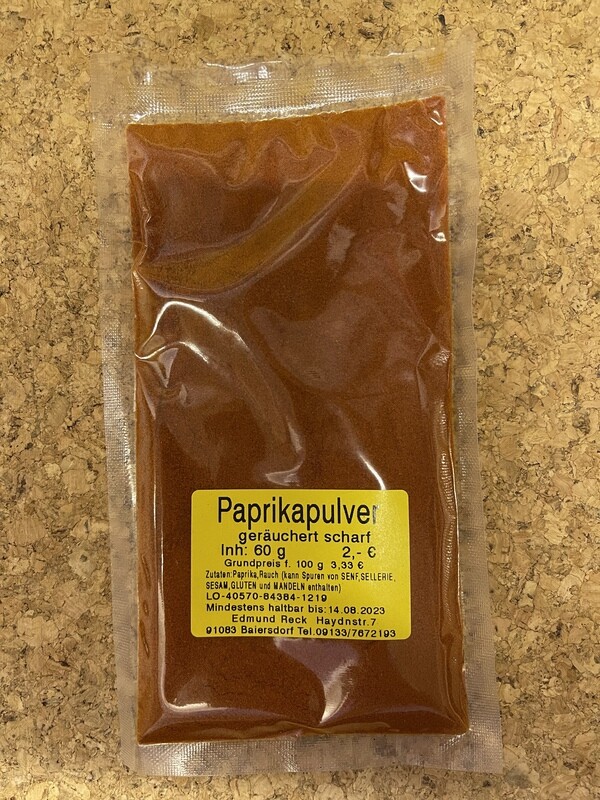 Paprikapulver
geräuchert scharf
Inh: 60 g 2,- €
Grundpreis f. 100 g 3,33 €
Zutaten:Paprika,Rauch (kann Spuren von SENF,SELLERIE,
SESAM,GLUTEN und MANDELN enthalten)
LO-40570-84384-1219
Mindestens haltbar bis: 14.08.2023
Edmund Reck Haydnstr.7
91083 Baiersdorf Tel.09133/7672193